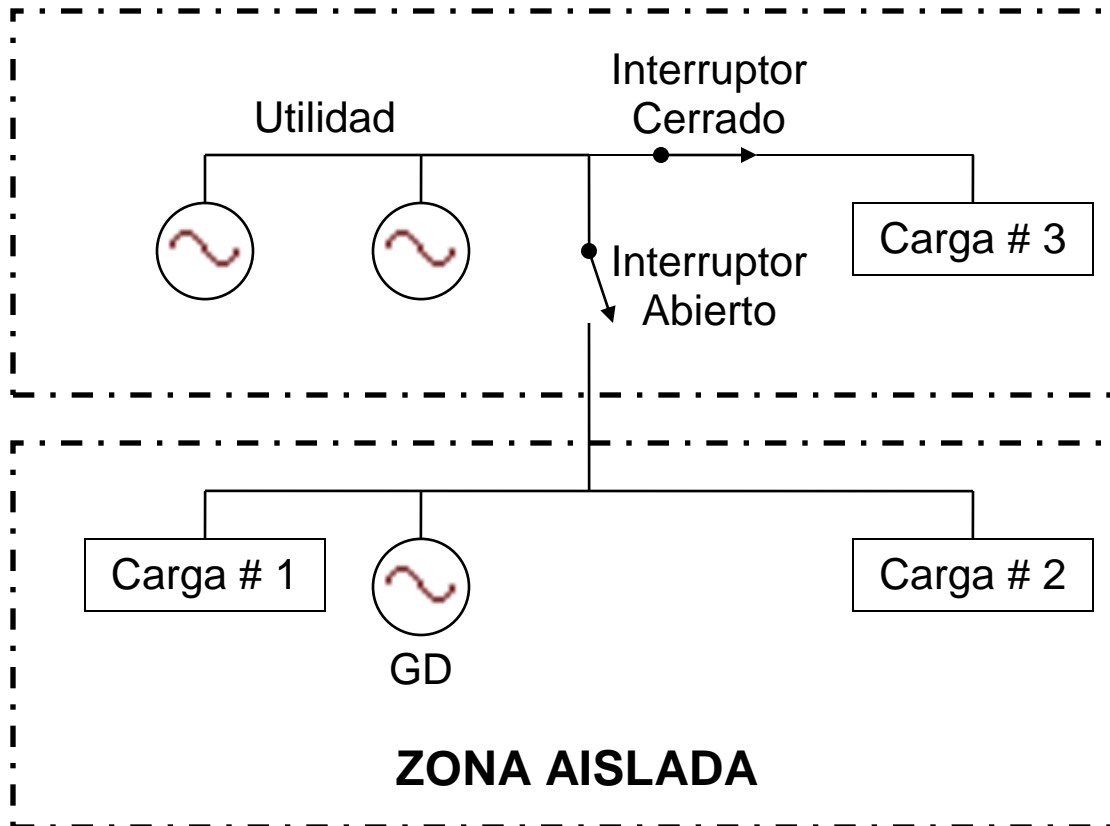 Interruptor
Cerrado
Utilidad
Carga # 3
Interruptor
Abierto
Carga # 1
Carga # 2
GD
ZONA AISLADA